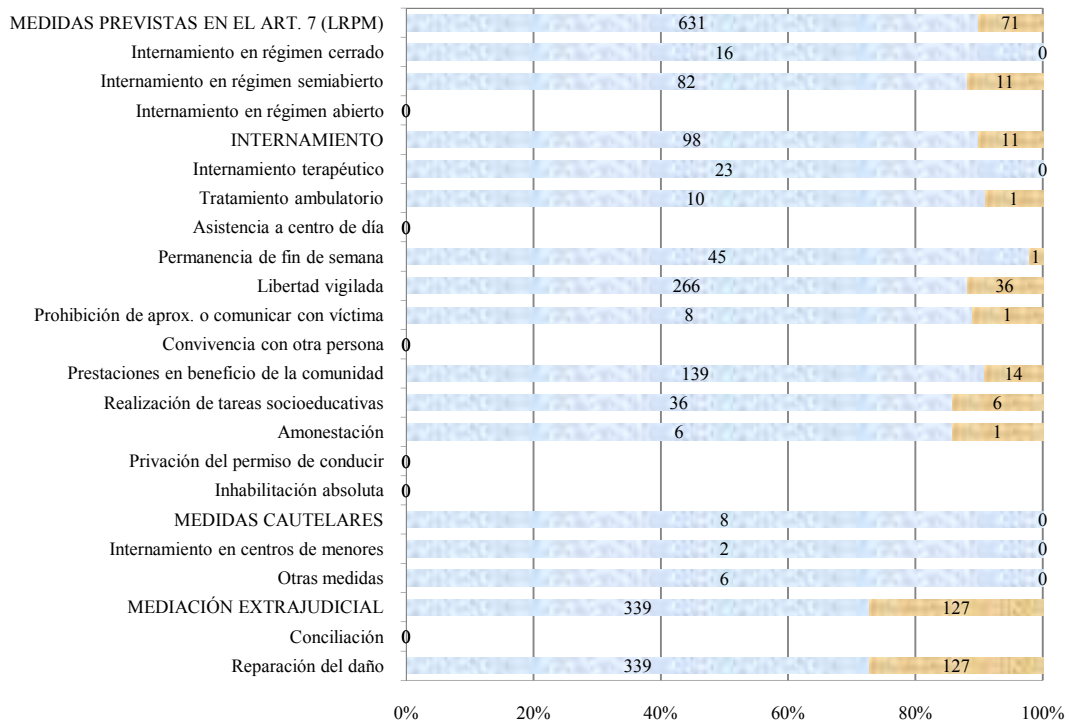 MEDIDAS PREVISTAS EN EL ART. 7 (LRPM) 631 71
Internamiento en régimen cerrado 16 0
Internamiento en régimen semiabierto 82 11
Internamiento en régimen abierto 0
INTERNAMIENTO 98 11
Internamiento terapéutico 23 0
Tratamiento ambulatorio 10 1
Asistencia a centro de día 0
Permanencia de fin de semana 45 1
Libertad vigilada 266 36
Prohibición de aprox. o comunicar con víctima 8 1
Convivencia con otra persona 0
Prestaciones en beneficio de la comunidad 139 14
Realización de tareas socioeducativas 36 6
Amonestación 6 1
Privación del permiso de conducir 0
Inhabilitación absoluta 0
MEDIDAS CAUTELARES 8 0
Internamiento en centros de menores 2 0
Otras medidas 6 0
MEDIACIÓN EXTRAJUDICIAL 339 127
Conciliación 0
Reparación del daño 339 127
0% 20% 40% 60% 80% 100%